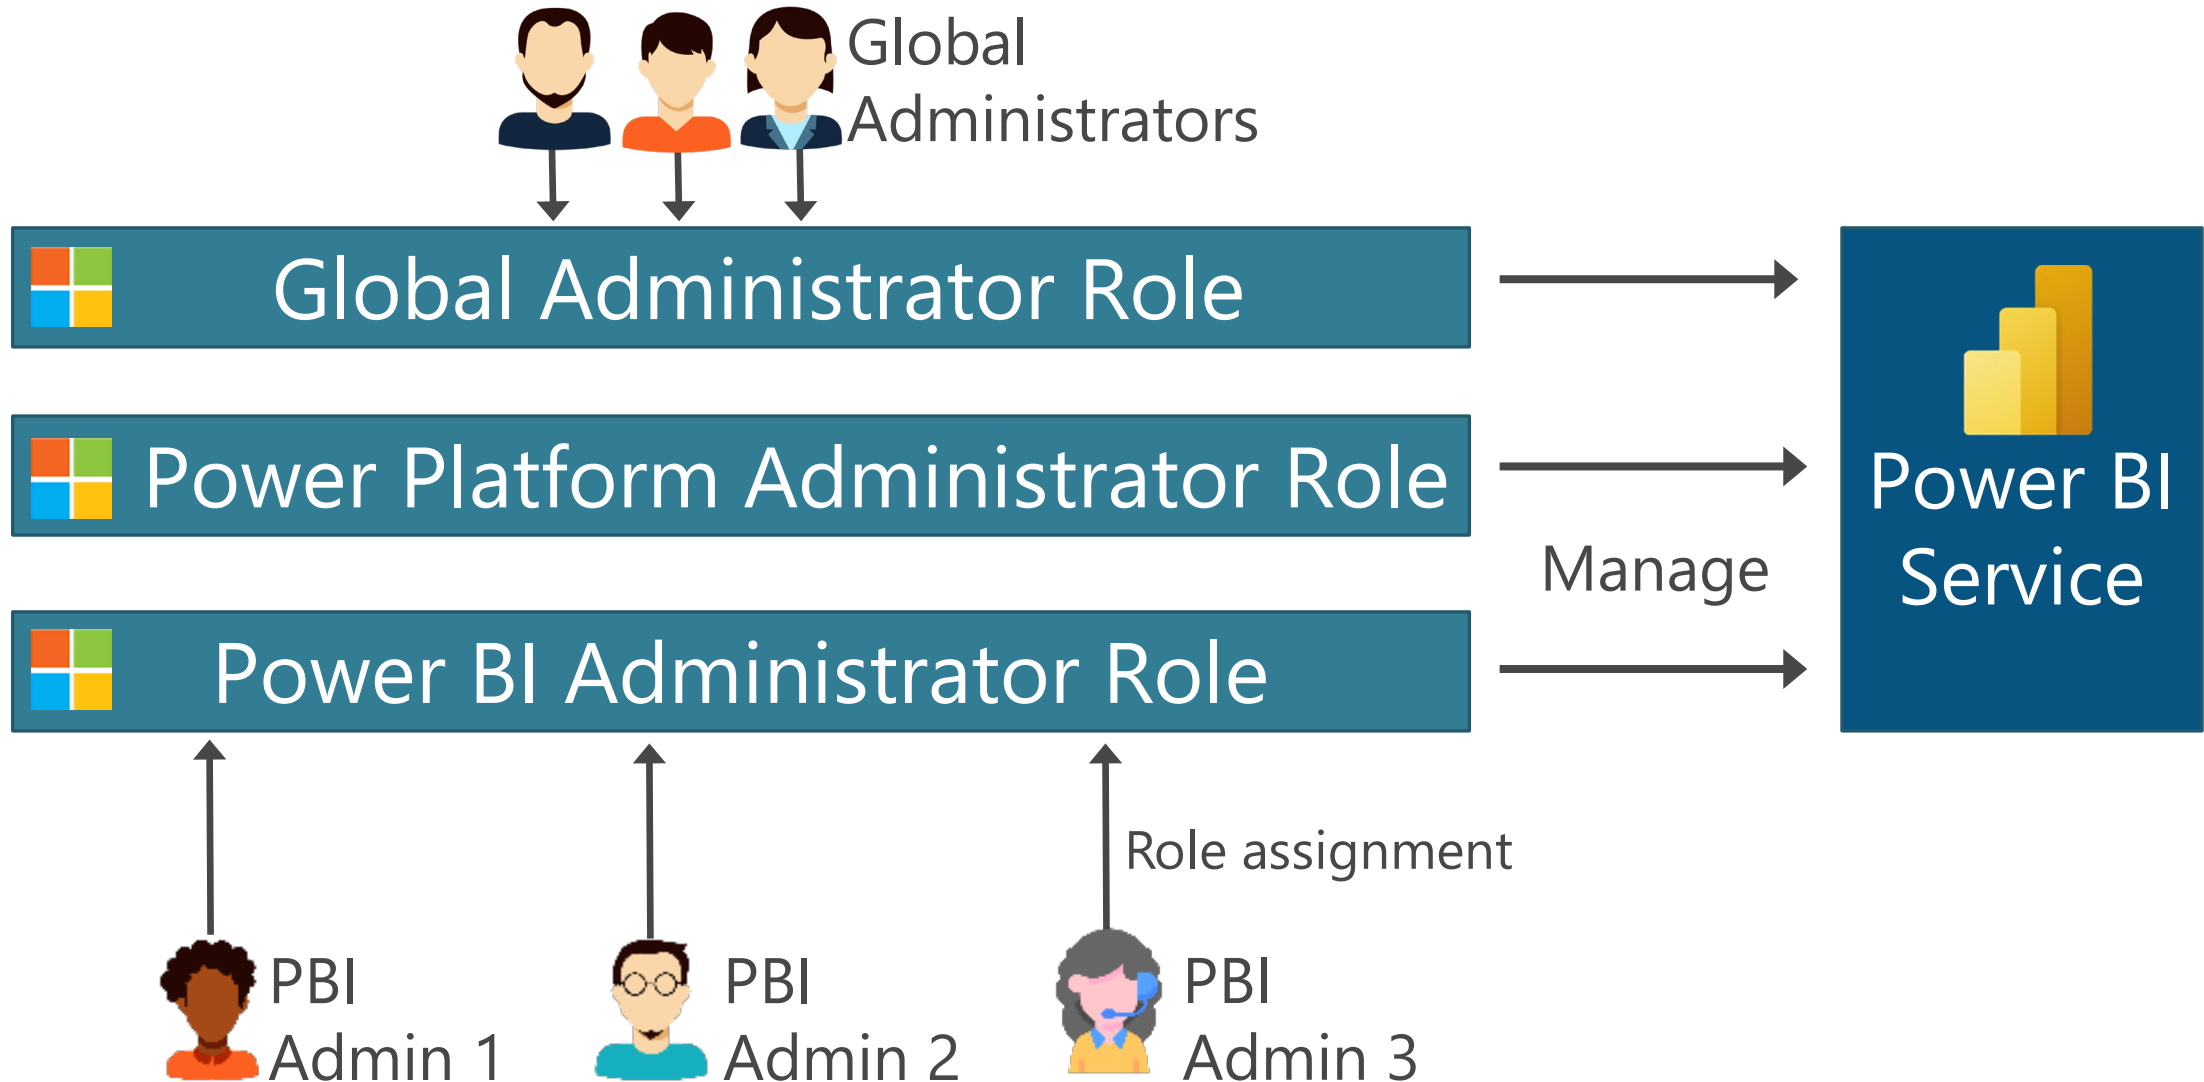 Global
Administrators
Global Administrator Role
Power Platform Administrator Role
Power BI Administrator Role
Manage
Power BI
Service
Role assignment
PBI
Admin 1
PBI
Admin 2
PBI
Admin 3